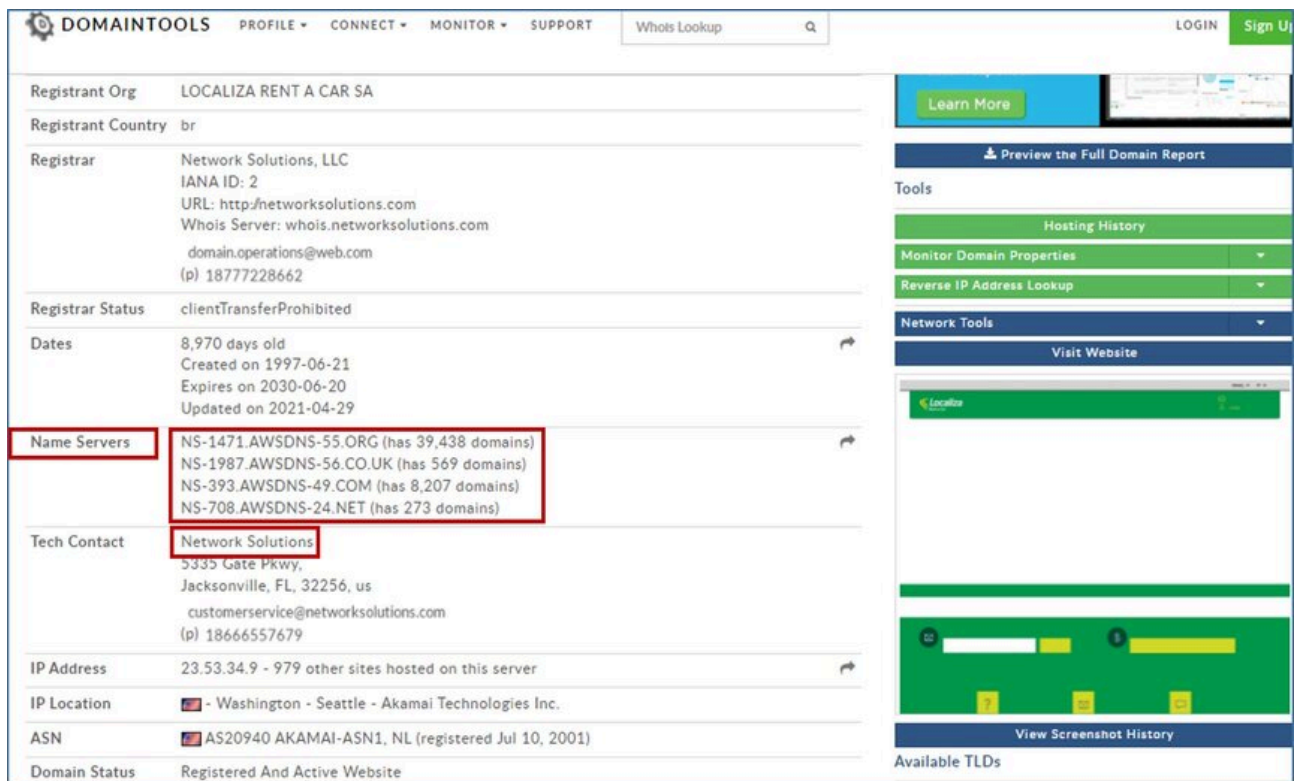 DOMAINTOOLS PROFILE CONNECT MONITOR SUPPORT Whois Lookup LOGIN Sign Up
Registrant Org LOCALIZA RENT A CAR SA
Learn More
Registrant Country br
Registrar Network Solutions, LLC
IANA ID: 2
URL: http:/networksolutions.com
Whois Server: whois.networksolutions.com
domain.operations@web.com
(p) 18777228662
Registrar Status clientTransferProhibited
Dates 8,970 days old
Created on 1997-06-21
Expires on 2030-06-20
Updated on 2021-04-29
Name Servers NS-1471.AWSDNS-55.ORG (has 39,438 domains)
NS-1987.AWSDNS-56.CO.UK (has 569 domains)
NS-393.AWSDNS-49.COM (has 8,207 domains)
NS-708.AWSDNS-24.NET (has 273 domains)
Tech Contact Network Solutions
5335 Gate Pkwy,
Jacksonville, FL, 32256, us
customerservice@networksolutions.com
(p) 18666557679
IP Address 23.53.34.9 - 979 other sites hosted on this server
IP Location - Washington - Seattle - Akamai Technologies Inc.
ASN AS20940 AKAMAI-ASN1, NL (registered Jul 10, 2001)
Domain Status Registered And Active Website
Preview the Full Domain Report
Tools
Hosting History
Monitor Domain Properties
Reverse IP Address Lookup
Network Tools
Visit Website
Localiza
View Screenshot History
Available TLDs